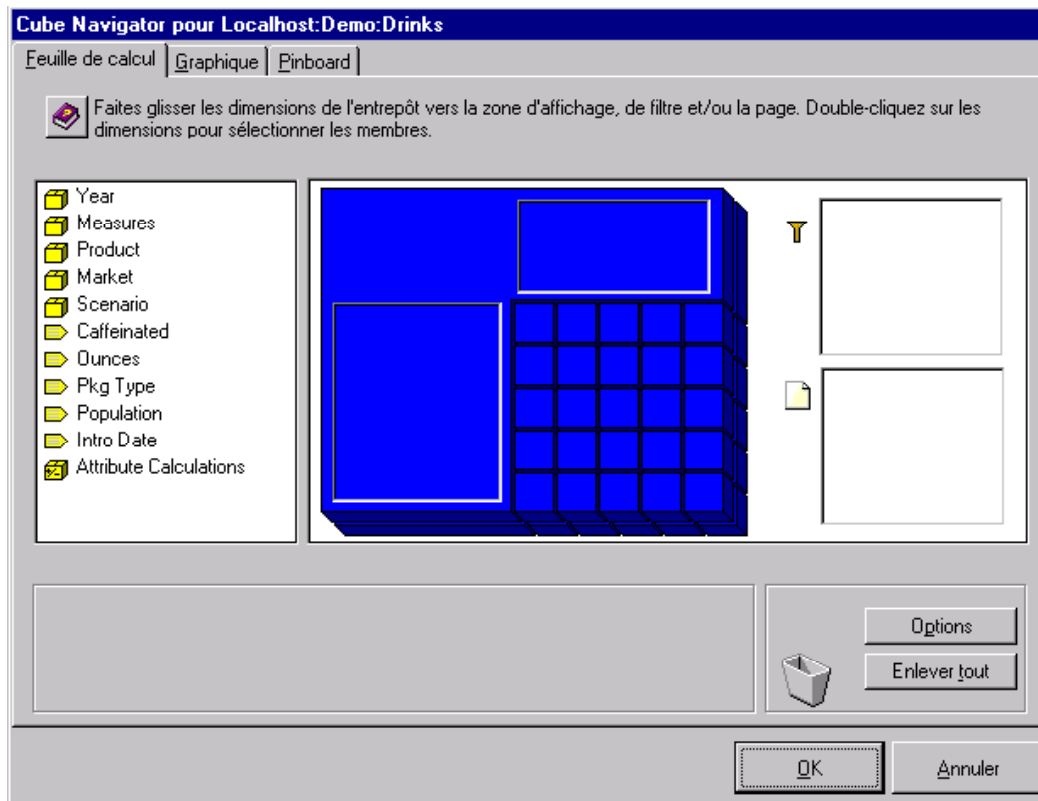 Cube Navigator pour Localhost:Demo:Drinks
Feuille de calcul Graphique Pinboard
Faites glisser les dimensions de l'entrepôt vers la zone d'affichage, de filtre et/ou la page. Double-cliquez sur les
dimensions pour sélectionner les membres.
Year
Measures
Product
Market
Scenario
Caffeinated
Ounces
Pkg Type
Population
Intro Date
Attribute Calculations
Options
Enlever tout
OK Annuler